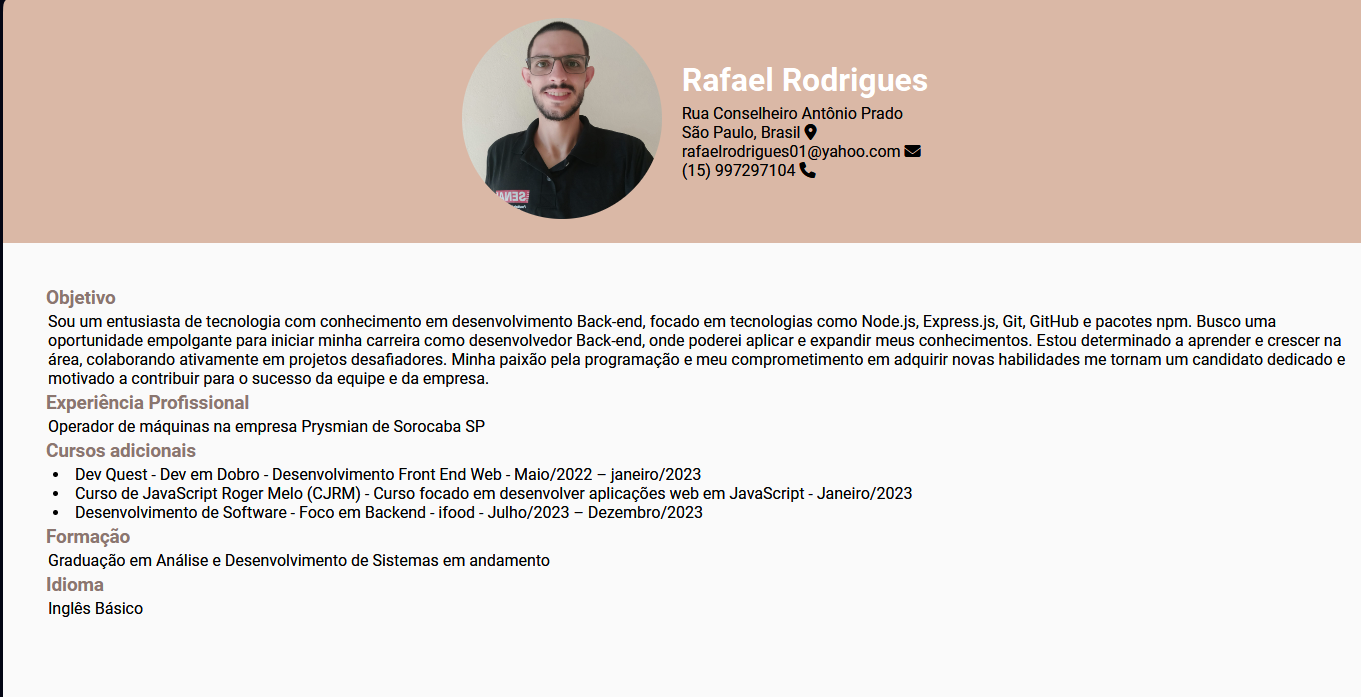 Rafael Rodrigues
Rua Conselheiro Antônio Prado
São Paulo, Brasil
rafaelrodrigues01@yahoo.com
(15) 997297104
SENA
Objetivo
Sou um entusiasta de tecnologia com conhecimento em desenvolvimento Back-end, focado em tecnologias como Node.js, Express.js, Git, GitHub e pacotes npm. Busco uma
oportunidade empolgante para iniciar minha carreira como desenvolvedor Back-end, onde poderei aplicar e expandir meus conhecimentos. Estou determinado a aprender e crescer na
área, colaborando ativamente em projetos desafiadores. Minha paixão pela programação e meu comprometimento em adquirir novas habilidades me tornam um candidato dedicado e
motivado a contribuir para o sucesso da equipe e da empresa.
Experiência Profissional
Operador de máquinas na empresa Prysmian de Sorocaba SP
Cursos adicionais
• Dev Quest - Dev em Dobro - Desenvolvimento Front End Web - Maio/2022 – janeiro/2023
• Curso de JavaScript Roger Melo (CJRM) - Curso focado em desenvolver aplicações web em JavaScript - Janeiro/2023
• Desenvolvimento de Software - Foco em Backend - ifood - Julho/2023 – Dezembro/2023
Formação
Graduação em Análise e Desenvolvimento de Sistemas em andamento
Idioma
Inglês Básico